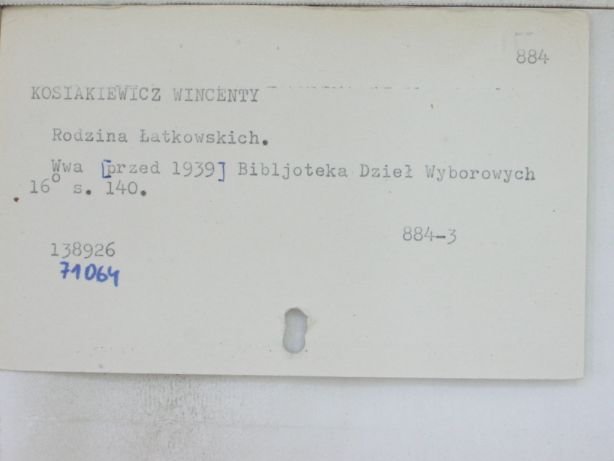 884
KOSIAKIEWICZ WINCENTY
Rodzina Łatkowskich.
Wwa [przed 1939] Bibljoteka Dzieł Wyborowych
16° s. 140.
884-3
138926
71064